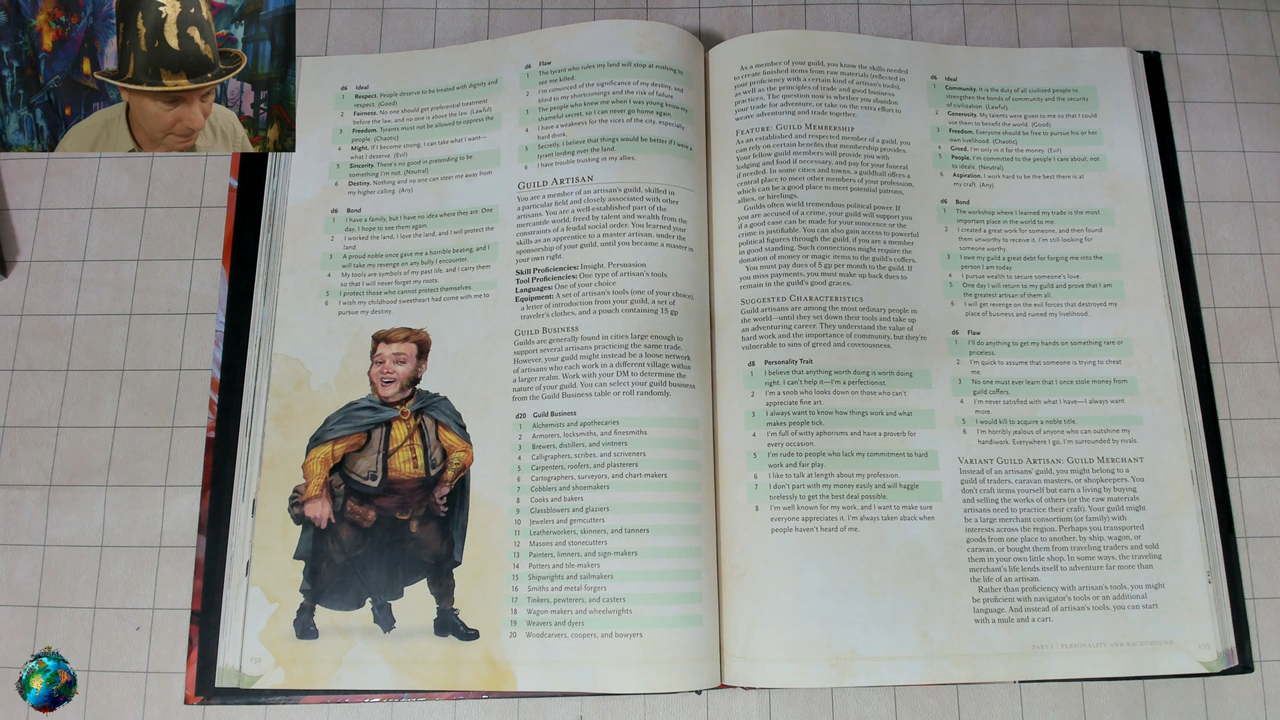 d6 Ideal
1 Respect. People deserve to be treated with dignity and
respect. (Good)
2 Fairness. No one should get preferential treatment
before the law, and no one is above the law. (Lawful)
3 Freedom. Tyrants must not be allowed to oppress the
people. (Chaotic)
4 Might. If I become strong, I can take what I want—
what I deserve. (Evil)
5 Sincerity. There's no good in pretending to be
something I'm not. (Neutral)
6 Destiny. Nothing and no one can steer me away from
my higher calling. (Any)
d6 Bond
1 I have a family, but I have no idea where they are. One
day, I hope to see them again.
2 I worked the land, I love the land, and I will protect the
land.
3 A proud noble once gave me a horrible beating, and I
will take my revenge on any bully I encounter.
4 My tools are symbols of my past life, and I carry them
so that I will never forget my roots.
5 I protect those who cannot protect themselves.
6 I wish my childhood sweetheart had come with me to
pursue my destiny.
152
d6 Flaw
1 The tyrant who rules my land will stop at nothing to
see me killed.
2 I'm convinced of the significance of my destiny, and
blind to my shortcomings and the risk of failure.
3 The people who knew me when I was young know my
shameful secret, so I can never go home again.
4 I have a weakness for the vices of the city, especially
hard drink.
5 Secretly, I believe that things would be better if I were a
tyrant lording over the land.
6 I have trouble trusting in my allies.
Guild Artisan
You are a member of an artisan's guild, skilled in
a particular field and closely associated with other
artisans. You are a well-established part of the
mercantile world, freed by talent and wealth from the
constraints of a feudal social order. You learned your
skills as an apprentice to a master artisan, under the
sponsorship of your guild, until you became a master in
your own right.
Skill Proficiencies: Insight, Persuasion
Tool Proficiencies: One type of artisan's tools
Languages: One of your choice
Equipment: A set of artisan's tools (one of your choice),
a letter of introduction from your guild, a set of
traveler's clothes, and a pouch containing 15 gp
Guild Business
Guilds are generally found in cities large enough to
support several artisans practicing the same trade.
However, your guild might instead be a loose network
of artisans who each work in a different village within
a larger realm. Work with your DM to determine the
nature of your guild. You can select your guild business
from the Guild Business table or roll randomly.
d20 Guild Business
1 Alchemists and apothecaries
2 Armorers, locksmiths, and finesmiths
3 Brewers, distillers, and vintners
4 Calligraphers, scribes, and scriveners
5 Carpenters, roofers, and plasterers
6 Cartographers, surveyors, and chart-makers
7 Cobblers and shoemakers
8 Cooks and bakers
9 Glassblowers and glaziers
10 Jewelers and gemcutters
11 Leatherworkers, skinners, and tanners
12 Masons and stonecutters
13 Painters, limners, and sign-makers
14 Potters and tile-makers
15 Shipwrights and sailmakers
16 Smiths and metal-forgers
17 Tinkers, pewterers, and casters
18 Wagon-makers and wheelwrights
19 Weavers and dyers
20 Woodcarvers, coopers, and bowyers
As a member of your guild, you know the skills needed
to create finished items from raw materials (reflected in
your proficiency with a certain kind of artisan's tools),
as well as the principles of trade and good business
practices. The question now is whether you abandon
your trade for adventure, or take on the extra effort to
weave adventuring and trade together.
Feature: Guild Membership
As an established and respected member of a guild, you
can rely on certain benefits that membership provides.
Your fellow guild members will provide you with
lodging and food if necessary, and pay for your funeral
if needed. In some cities and towns, a guildhall offers a
central place to meet other members of your profession,
which can be a good place to meet potential patrons,
allies, or hirelings.
Guilds often wield tremendous political power. If
you are accused of a crime, your guild will support you
if a good case can be made for your innocence or the
crime is justifiable. You can also gain access to powerful
political figures through the guild, if you are a member
in good standing. Such connections might require the
donation of money or magic items to the guild's coffers.
You must pay dues of 5 gp per month to the guild. If
you miss payments, you must make up back dues to
remain in the guild's good graces.
Suggested Characteristics
Guild artisans are among the most ordinary people in
the world—until they set down their tools and take up
an adventuring career. They understand the value of
hard work and the importance of community, but they're
vulnerable to sins of greed and covetousness.
d8 Personality Trait
1 I believe that anything worth doing is worth doing
right. I can't help it—I'm a perfectionist.
2 I'm a snob who looks down on those who can't
appreciate fine art.
3 I always want to know how things work and what
makes people tick.
4 I'm full of witty aphorisms and have a proverb for
every occasion.
5 I'm rude to people who lack my commitment to hard
work and fair play.
6 I like to talk at length about my profession.
7 I don't part with my money easily and will haggle
tirelessly to get the best deal possible.
8 I'm well known for my work, and I want to make sure
everyone appreciates it. I'm always taken aback when
people haven't heard of me.
d6 Ideal
1 Community. It is the duty of all civilized people to
strengthen the bonds of community and the security
of civilization. (Lawful)
2 Generosity. My talents were given to me so that I could
use them to benefit the world. (Good)
3 Freedom. Everyone should be free to pursue his or her
own livelihood. (Chaotic)
4 Greed. I'm only in it for the money. (Evil)
5 People. I'm committed to the people I care about, not
to ideals. (Neutral)
6 Aspiration. I work hard to be the best there is at
my craft. (Any)
d6 Bond
1 The workshop where I learned my trade is the most
important place in the world to me.
2 I created a great work for someone, and then found
them unworthy to receive it. I'm still looking for
someone worthy.
3 I owe my guild a great debt for forging me into the
person I am today.
4 I pursue wealth to secure someone's love.
5 One day I will return to my guild and prove that I am
the greatest artisan of them all.
6 I will get revenge on the evil forces that destroyed my
place of business and ruined my livelihood.
d6 Flaw
1 I'll do anything to get my hands on something rare or
priceless.
2 I'm quick to assume that someone is trying to cheat
me.
3 No one must ever learn that I once stole money from
guild coffers.
4 I'm never satisfied with what I have—I always want
more.
5 I would kill to acquire a noble title.
6 I'm horribly jealous of anyone who can outshine my
handiwork. Everywhere I go, I'm surrounded by rivals.
Variant Guild Artisan: Guild Merchant
Instead of an artisans' guild, you might belong to a
guild of traders, caravan masters, or shopkeepers. You
don't craft items yourself but earn a living by buying
and selling the works of others (or the raw materials
artisans need to practice their craft). Your guild might
be a large merchant consortium (or family) with
interests across the region. Perhaps you transported
goods from one place to another, by ship, wagon, or
caravan, or bought them from traveling traders and sold
them in your own little shop. In some ways, the traveling
merchant's life lends itself to adventure far more than
the life of an artisan.
Rather than proficiency with artisan's tools, you might
be proficient with navigator's tools or an additional
language. And instead of artisan's tools, you can start
with a mule and a cart.
PART 1 | PERSONALITY AND BACKGROUND 133